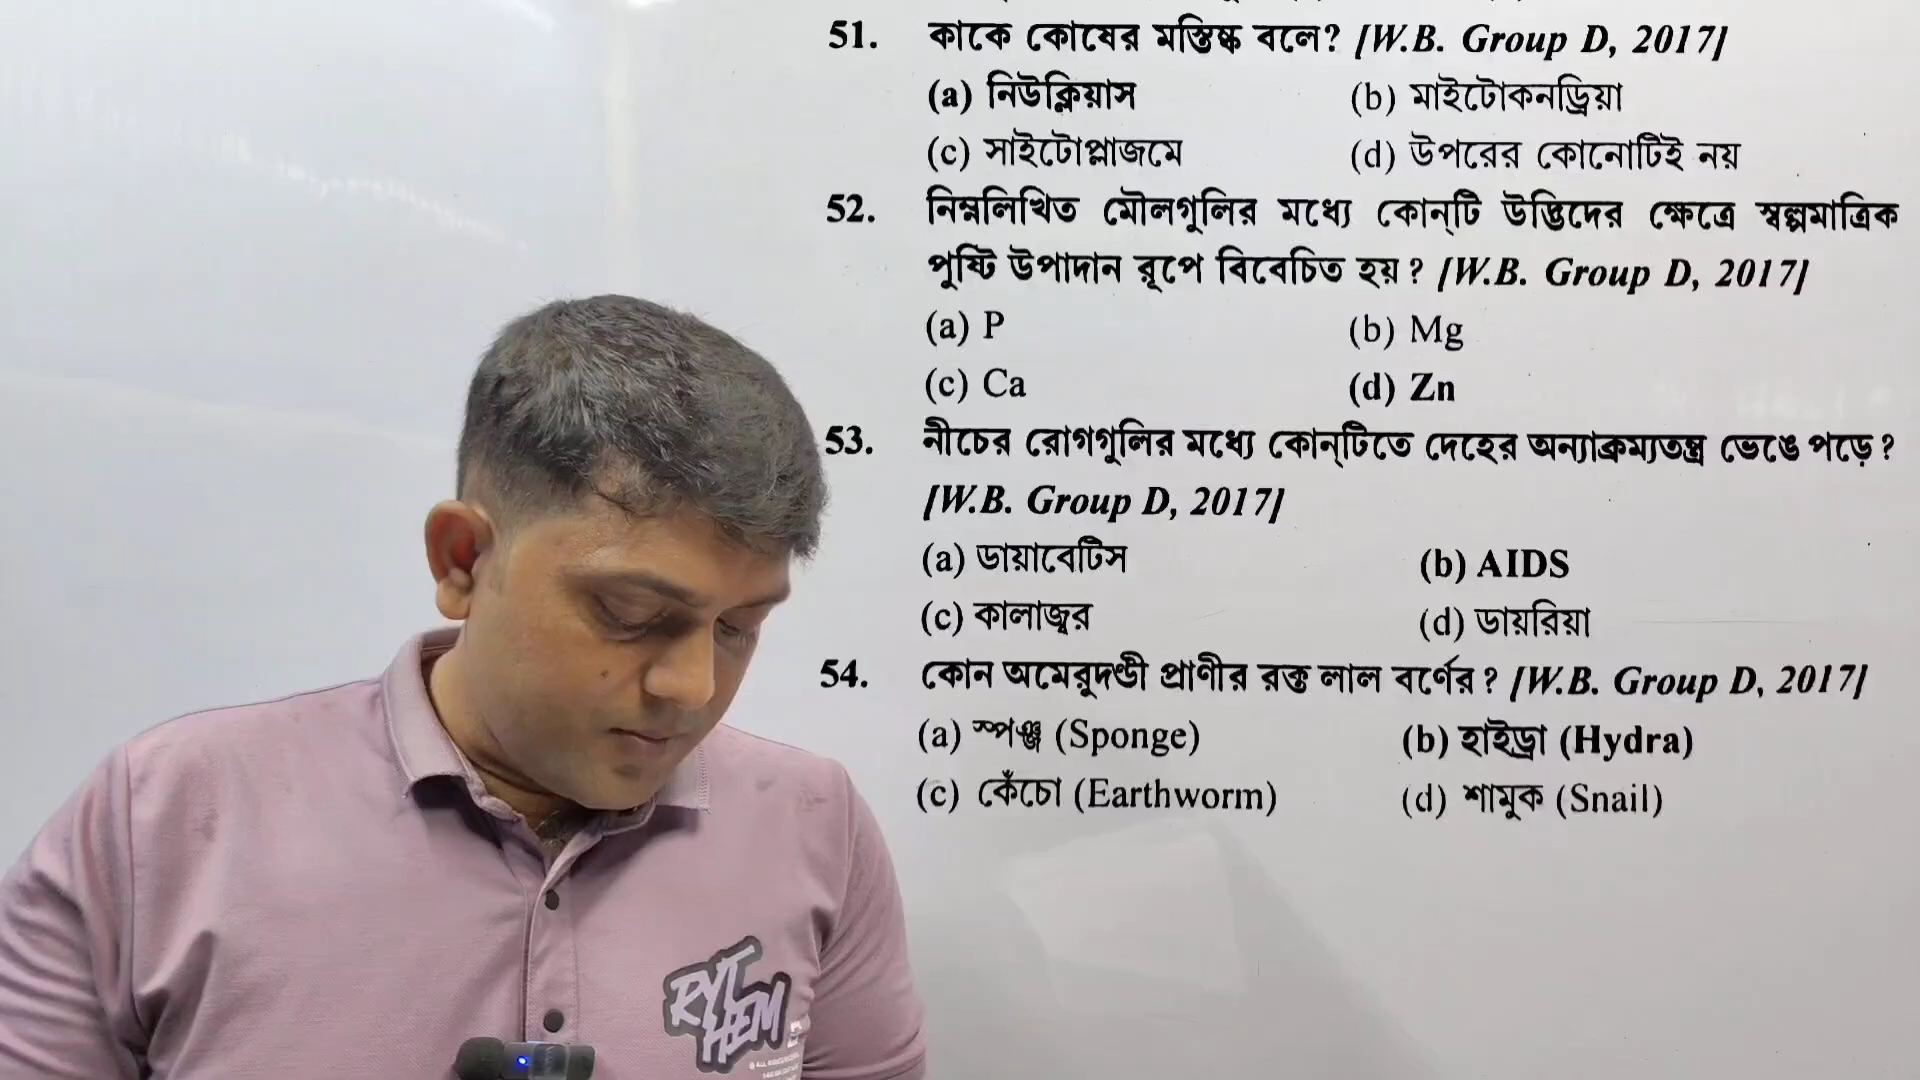 51. কাকে কোষের মস্তিষ্ক বলে? [W.B. Group D, 2017]
(a) নিউক্লিয়াস (b) মাইটোকনড্রিয়া
(c) সাইটোপ্লাজমে (d) উপরের কোনোটিই নয়
52. নিম্নলিখিত মৌলগুলির মধ্যে কোন্‌টি উদ্ভিদের ক্ষেত্রে স্বল্পমাত্রিক
পুষ্টি উপাদান রূপে বিবেচিত হয়? [W.B. Group D, 2017]
(a) P (b) Mg
(c) Ca (d) Zn
53. নীচের রোগগুলির মধ্যে কোন্‌টিতে দেহের অন্যাক্রম্যতন্ত্র ভেঙে পড়ে?
[W.B. Group D, 2017]
(a) ডায়াবেটিস (b) AIDS
(c) কালাজ্বর (d) ডায়রিয়া
54. কোন অমেরুদণ্ডী প্রাণীর রক্ত লাল বর্ণের? [W.B. Group D, 2017]
(a) স্পঞ্জ (Sponge) (b) হাইড্রা (Hydra)
(c) কেঁচো (Earthworm) (d) শামুক (Snail)
RYT
HEM